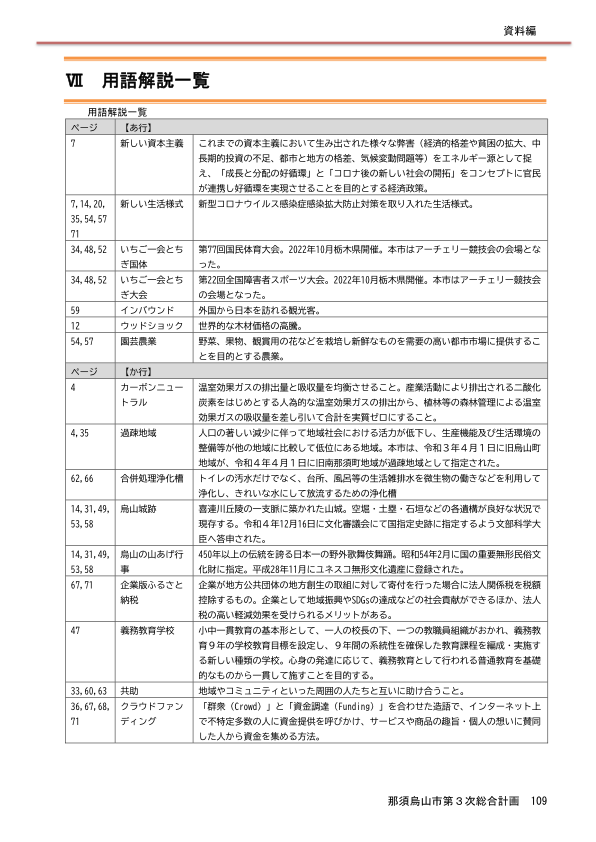 資料編
Ⅶ　用語解説一覧
用語解説一覧
ページ　【あ行】
7　新しい資本主義　これまでの資本主義において生み出された様々な弊害（経済的格差や貧困の拡大、中
長期的投資の不足、都市と地方の格差、気候変動問題等）をエネルギー源として捉
え、「成長と分配の好循環」と「コロナ後の新しい社会の開拓」をコンセプトに官民
が連携し好循環を実現させることを目的とする経済政策。
7,14,20,　新しい生活様式　新型コロナウイルス感染症感染拡大防止対策を取り入れた生活様式。
35,54,57
71
34,48,52　いちご一会とち　第77回国民体育大会。2022年10月栃木県開催。本市はアーチェリー競技会の会場とな
ぎ国体　った。
34,48,52　いちご一会とち　第22回全国障害者スポーツ大会。2022年10月栃木県開催。本市はアーチェリー競技会
ぎ大会　の会場となった。
59　インバウンド　外国から日本を訪れる観光客。
12　ウッドショック　世界的な木材価格の高騰。
54,57　園芸農業　野菜、果物、観賞用の花などを栽培し新鮮なものを需要の高い都市市場に提供するこ
とを目的とする農業。
ページ　【か行】
4　カーボンニュー　温室効果ガスの排出量と吸収量を均衡させること。産業活動により排出される二酸化
トラル　炭素をはじめとする人為的な温室効果ガスの排出から、植林等の森林管理による温室
効果ガスの吸収量を差し引いて合計を実質ゼロにすること。
4,35　過疎地域　人口の著しい減少に伴って地域社会における活力が低下し、生産機能及び生活環境の
整備等が他の地域に比較して低位にある地域。本市は、令和３年４月１日に旧烏山町
地域が、令和４年４月１日に旧南那須町地域が過疎地域として指定された。
62,66　合併処理浄化槽　トイレの汚水だけでなく、台所、風呂等の生活雑排水を微生物の働きなどを利用して
浄化し、きれいな水にして放流するための浄化槽
14,31,49,　烏山城跡　喜連川丘陵の一支脈に築かれた山城。空堀・土塁・石垣などの各遺構が良好な状況で
53,58　現存する。令和４年12月16日に文化審議会にて国指定史跡に指定するよう文部科学大
臣へ答申された。
14,31,49,　烏山の山あげ行　450年以上の伝統を誇る日本一の野外歌舞伎舞踊。昭和54年2月に国の重要無形民俗文
53,58　事　化財に指定。平成28年11月にユネスコ無形文化遺産に登録された。
67,71　企業版ふるさと　企業が地方公共団体の地方創生の取組に対して寄付を行った場合に法人関係税を税額
納税　控除するもの。企業として地域振興やSDGsの達成などの社会貢献ができるほか、法人
税の高い軽減効果を受けられるメリットがある。
47　義務教育学校　小中一貫教育の基本形として、一人の校長の下、一つの教職員組織がおかれ、義務教
育９年の学校教育目標を設定し、９年間の系統性を確保した教育課程を編成・実施す
る新しい種類の学校。心身の発達に応じて、義務教育として行われる普通教育を基礎
的なものから一貫して施すことを目的する。
33,60,63　共助　地域やコミュニティといった周囲の人たちと互いに助け合うこと。
36,67,68,　クラウドファン　「群衆（Crowd）」と「資金調達（Funding）」を合わせた造語で、インターネット上
71　ディング　で不特定多数の人に資金提供を呼びかけ、サービスや商品の趣旨・個人の想いに賛同
した人から資金を集める方法。
那須烏山市第３次総合計画　109